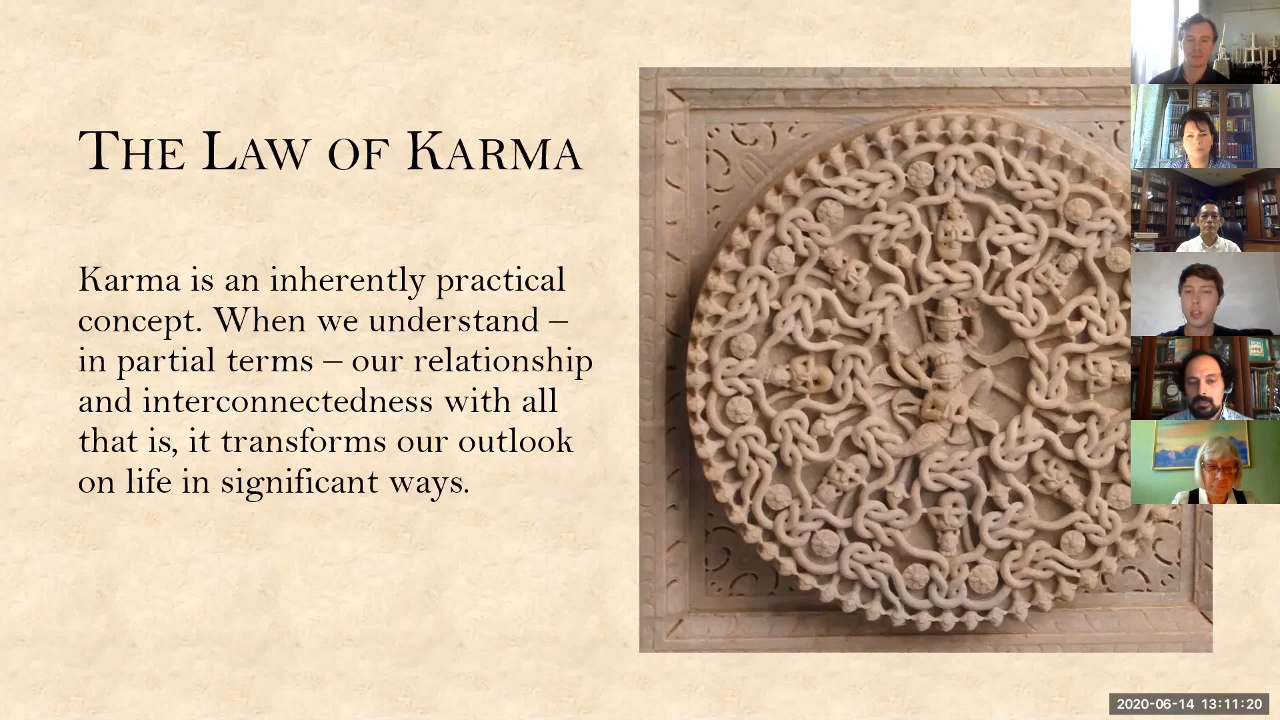 The Law of Karma
Karma is an inherently practical
concept. When we understand –
in partial terms – our relationship
and interconnectedness with all
that is, it transforms our outlook
on life in significant ways.
2020-06-14 13:11:20